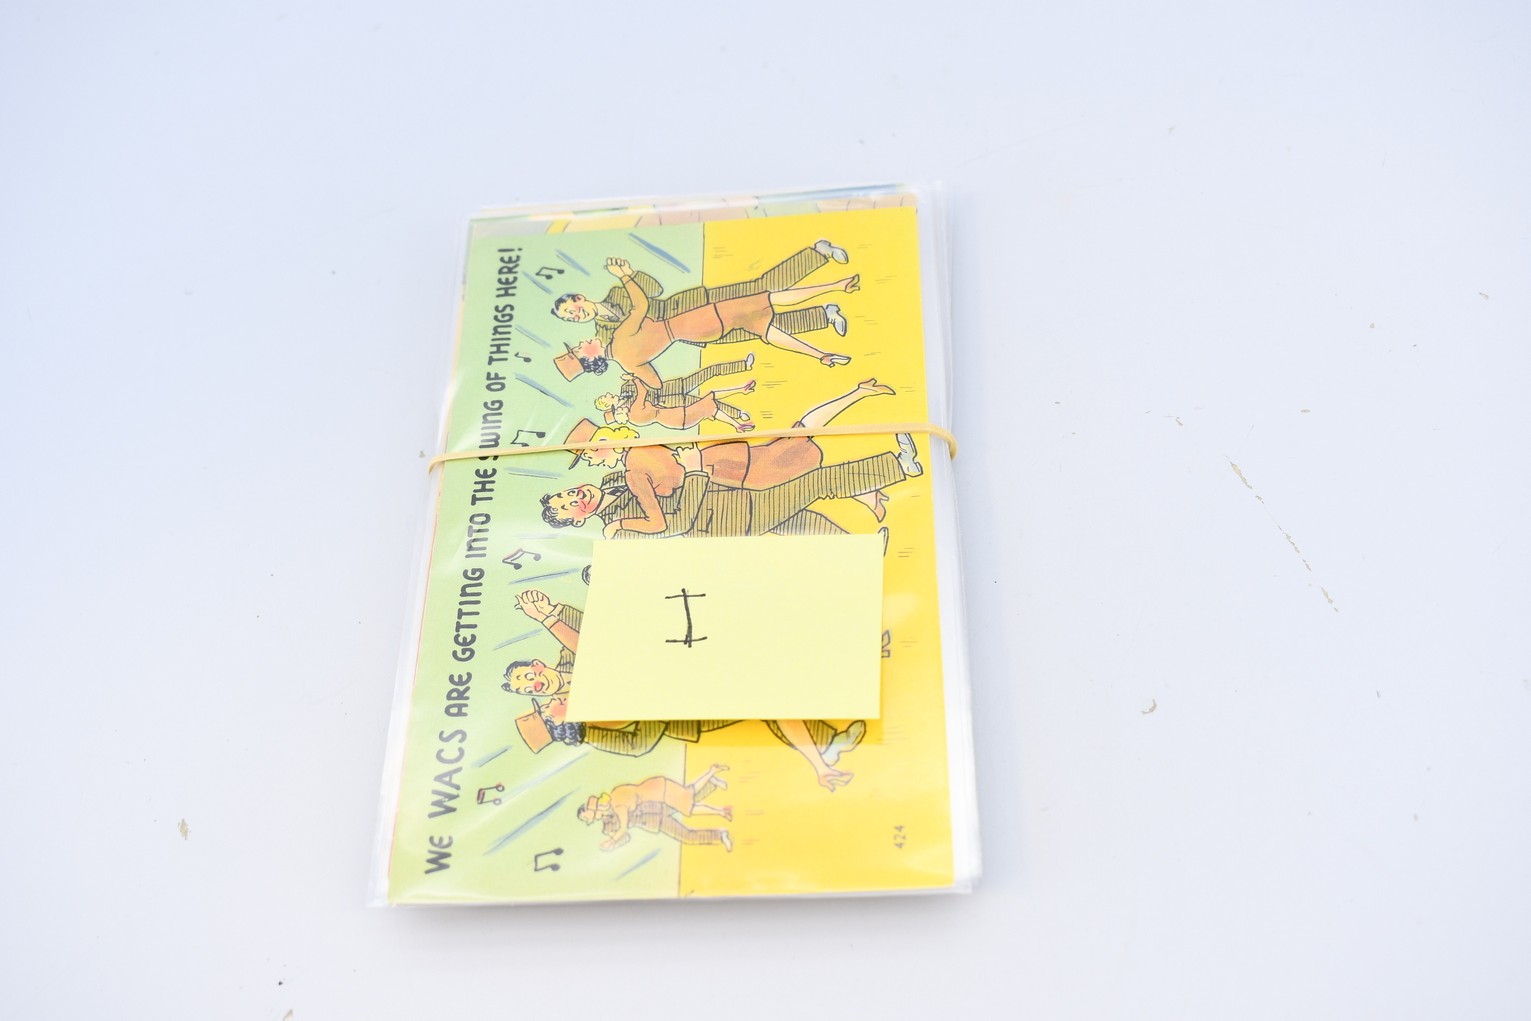 WE WACS ARE GETTING INTO THE SWING OF THINGS HERE!
I
424